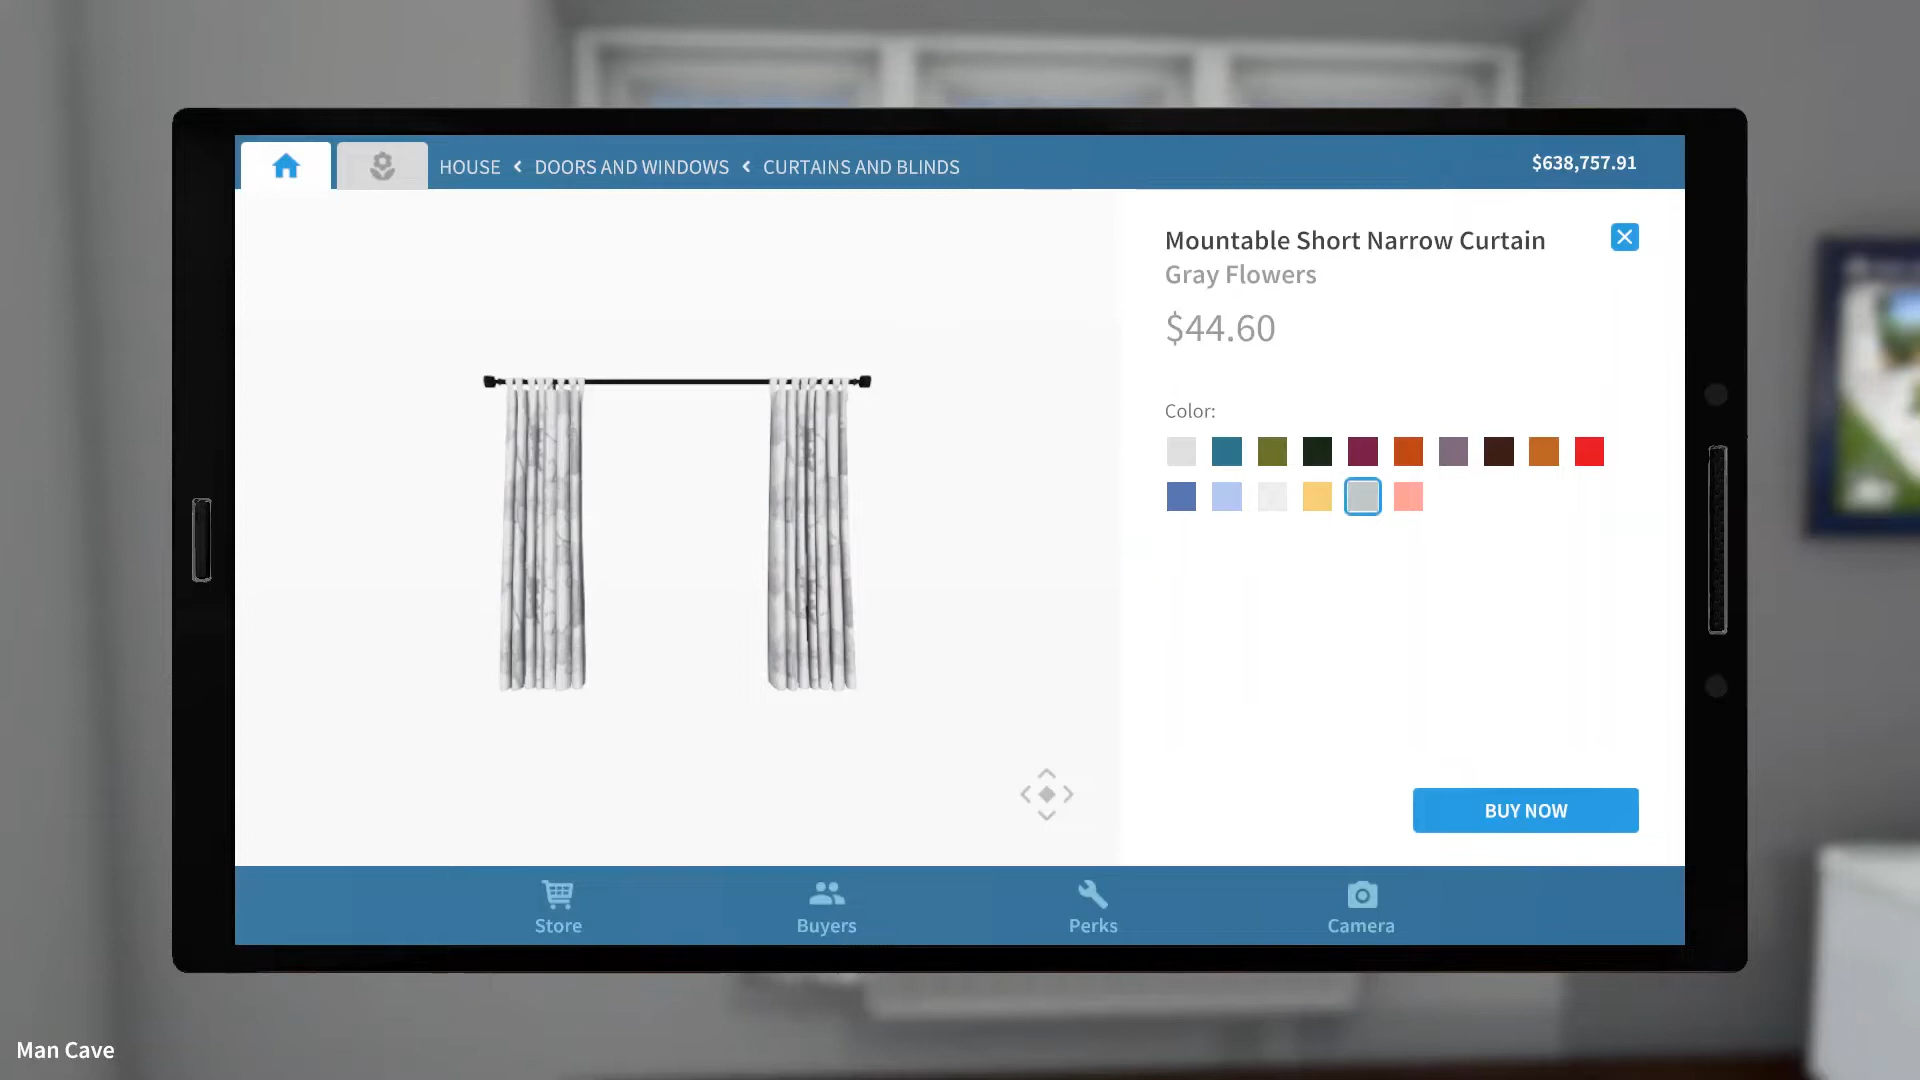 HOUSE < DOORS AND WINDOWS < CURTAINS AND BLINDS
$638,757.91
Mountable Short Narrow Curtain
Gray Flowers
$44.60
Color:
BUY NOW
Store
Buyers
Perks
Camera
Man Cave